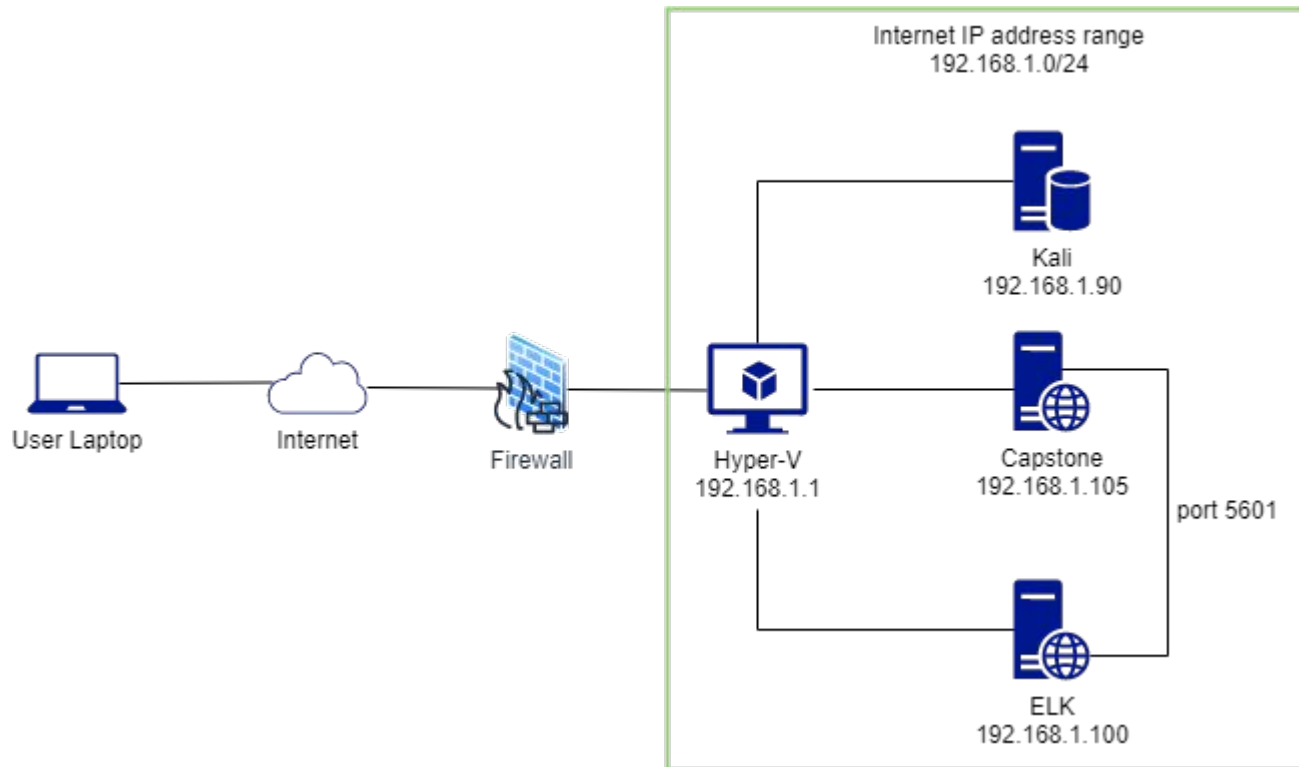 Internet IP address range
192.168.1.0/24
Kali
192.168.1.90
User Laptop
Internet
Firewall
Hyper-V
192.168.1.1
Capstone
192.168.1.105
port 5601
ELK
192.168.1.100